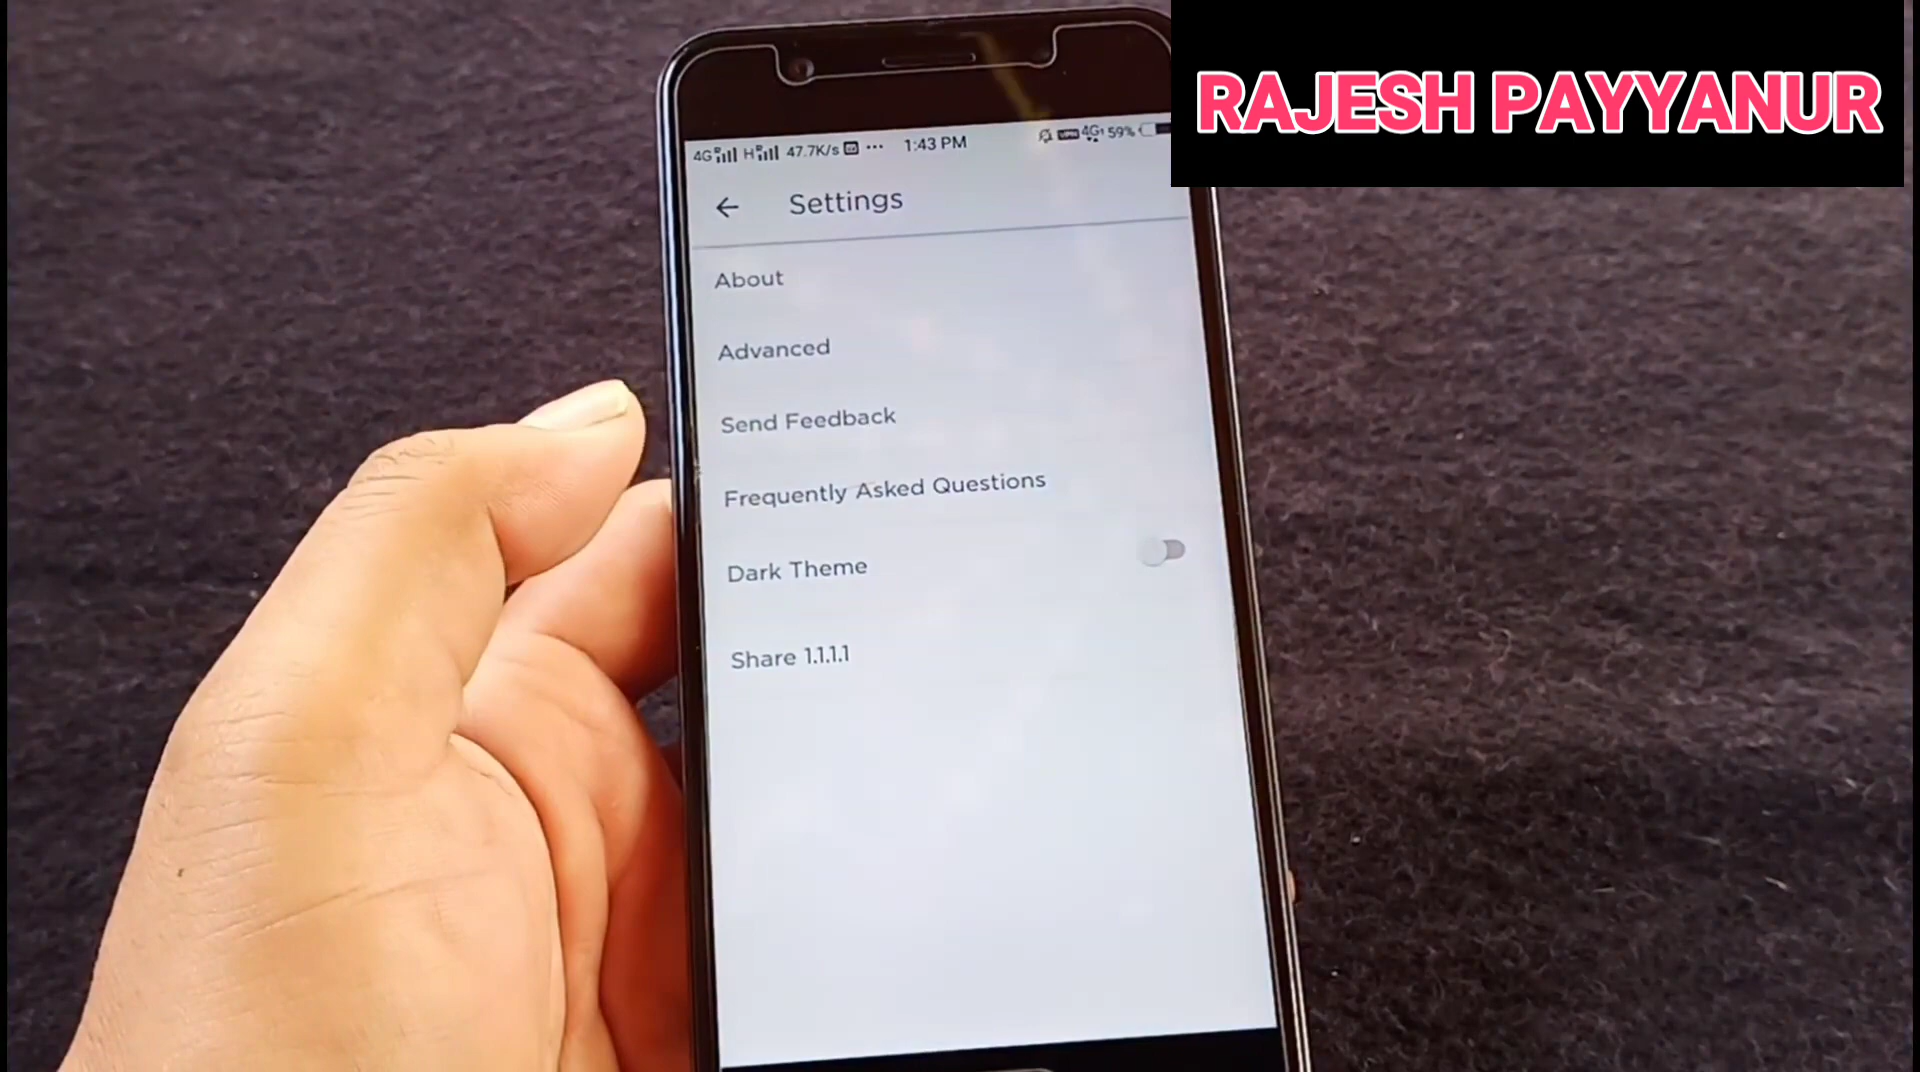 RAJESH PAYYANUR
4G R H R 47.7K/s ... 1:43 PM VPN 4G 59%
← Settings
About
Advanced
Send Feedback
Frequently Asked Questions
Dark Theme
Share 1.1.1.1